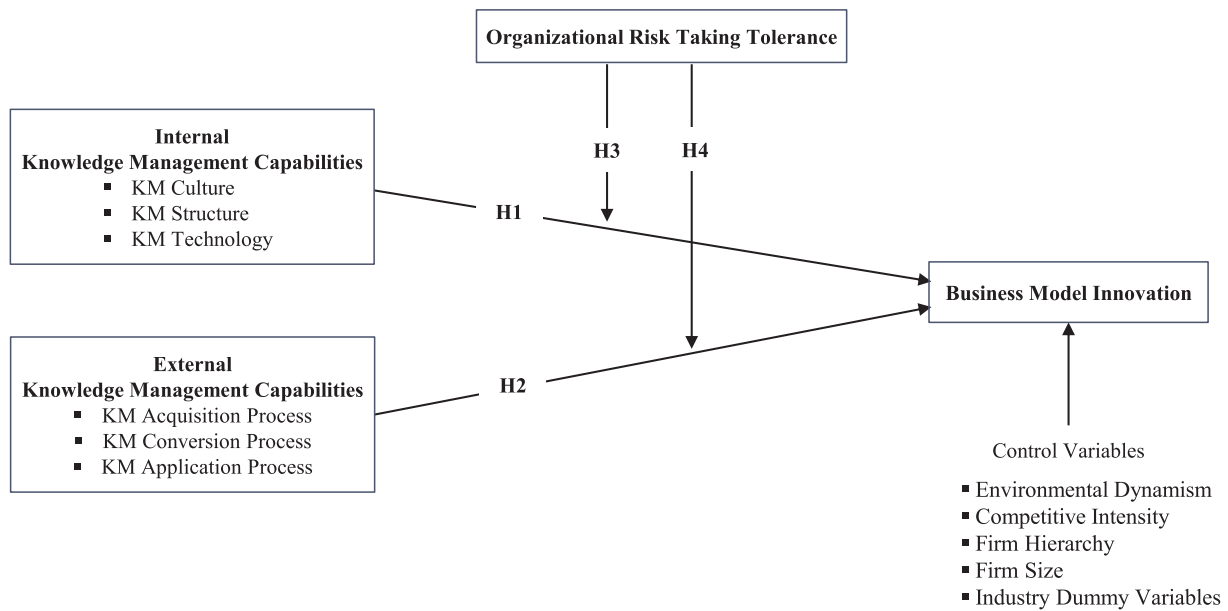 Organizational Risk Taking Tolerance
Internal
Knowledge Management Capabilities
▪ KM Culture
▪ KM Structure
▪ KM Technology
H3
H4
H1
Business Model Innovation
External
Knowledge Management Capabilities
▪ KM Acquisition Process
▪ KM Conversion Process
▪ KM Application Process
H2
Control Variables
▪ Environmental Dynamism
▪ Competitive Intensity
▪ Firm Hierarchy
▪ Firm Size
▪ Industry Dummy Variables